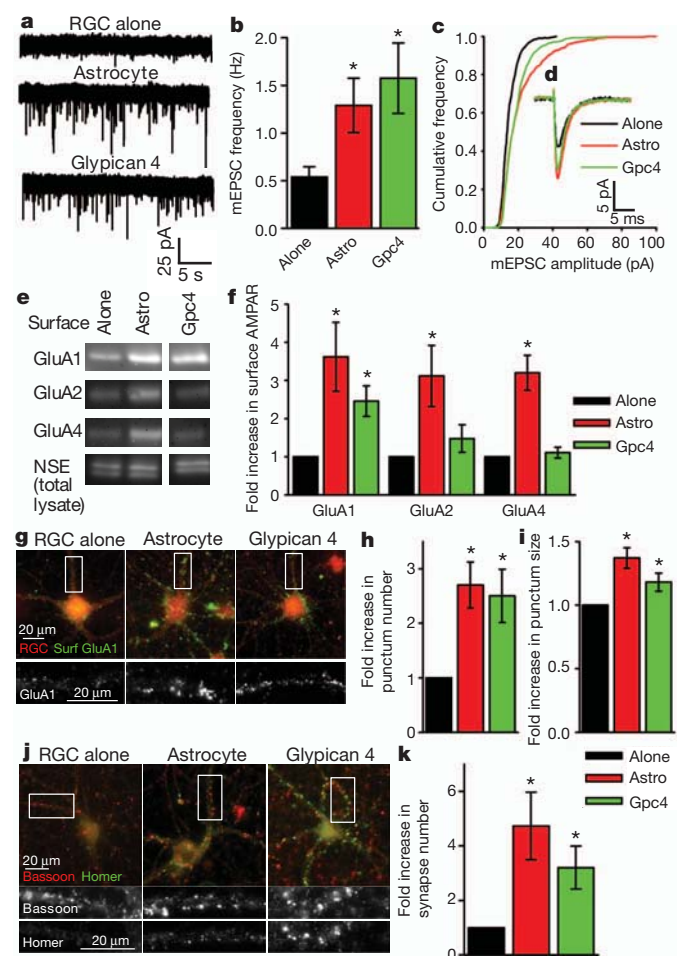 a
RGC alone
Astrocyte
Glypican 4
25 pA
5 s
b
mEPSC frequency (Hz)
2.0
1.5
1.0
0.5
0.0
*
*
Alone
Astro
Gpc4
c
Cumulative frequency
1.0
0.8
0.6
0.4
0.2
0.0
0 20 40 60 80 100
mEPSC amplitude (pA)
d
Alone
Astro
Gpc4
5 pA
5 ms
e
Surface
Alone
Astro
Gpc4
GluA1
GluA2
GluA4
NSE
(total
lysate)
f
Fold increase in surface AMPAR
5
4
3
2
1
0
*
*
*
*
GluA1 GluA2 GluA4
Alone
Astro
Gpc4
g RGC alone Astrocyte Glypican 4
20 μm
RGC Surf GluA1
GluA1 20 μm
h
Fold increase in
punctum number
3
2
1
0
* *
i
Fold increase in punctum size
1.5
1.0
0.5
0.0
*
*
j RGC alone Astrocyte Glypican 4
20 μm
Bassoon Homer
Bassoon
Homer 20 μm
k
Fold increase in
synapse number
6
4
2
0
*
*
Alone
Astro
Gpc4